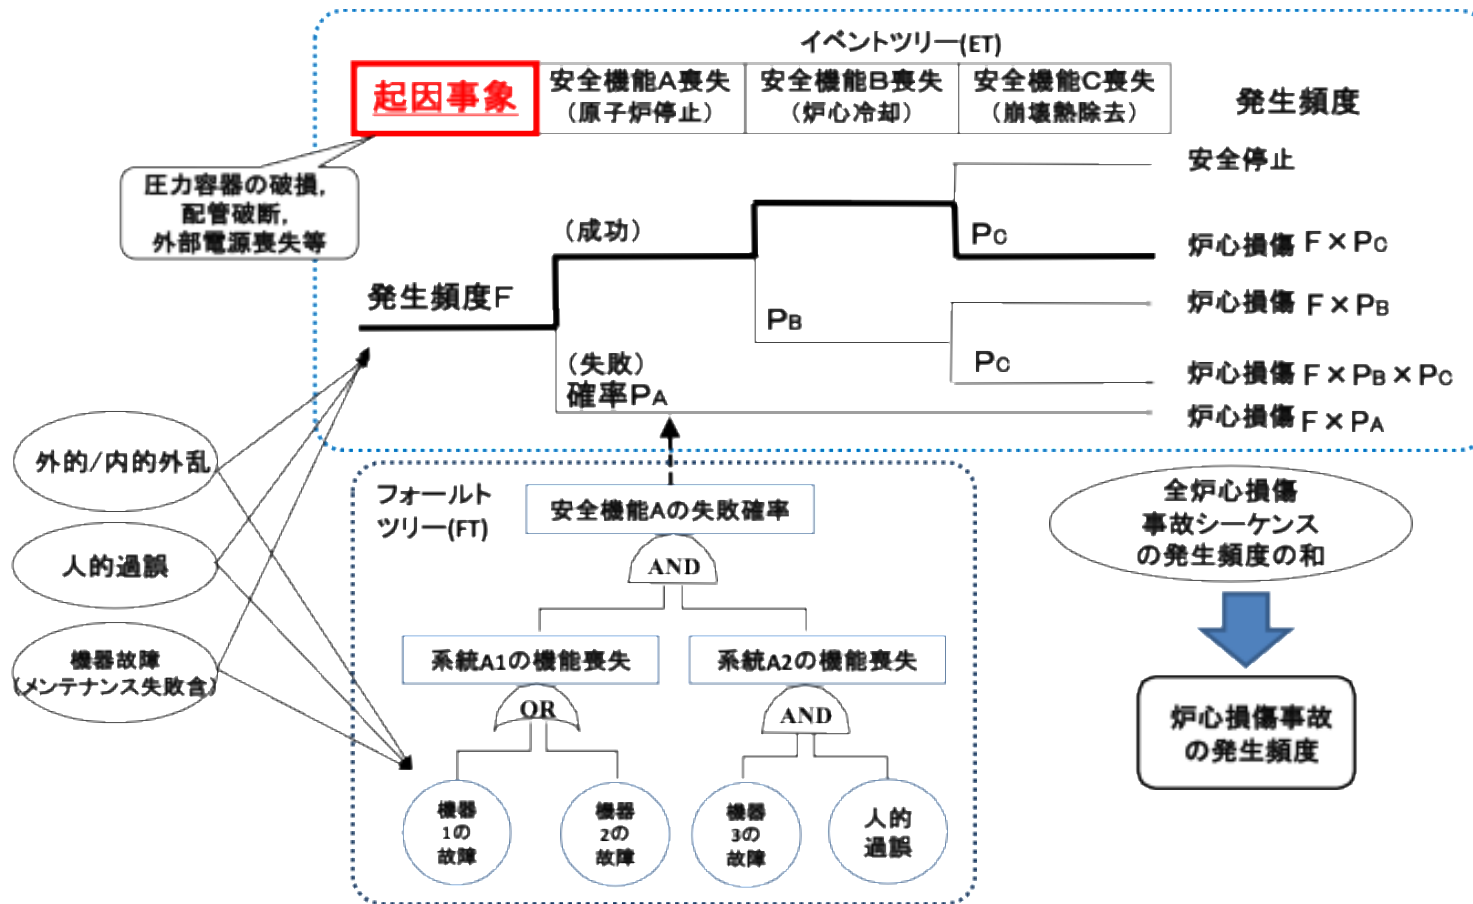 イベントツリー(ET)
起因事象
安全機能A喪失
(原子炉停止)
安全機能B喪失
(炉心冷却)
安全機能C喪失
(崩壊熱除去)
発生頻度
圧力容器の破損,
配管破断,
外部電源喪失等
発生頻度F
(成功)
(失敗)
確率PA
PB
PC
PC
安全停止
炉心損傷 F×PC
炉心損傷 F×PB
炉心損傷 F×PB×PC
炉心損傷 F×PA
外的/内的外乱
人的過誤
機器故障
(メンテナンス失敗含)
フォールト
ツリー(FT)
安全機能Aの失敗確率
AND
系統A1の機能喪失
系統A2の機能喪失
OR
AND
機器
1の
故障
機器
2の
故障
機器
3の
故障
人的
過誤
全炉心損傷
事故シーケンス
の発生頻度の和
炉心損傷事故
の発生頻度